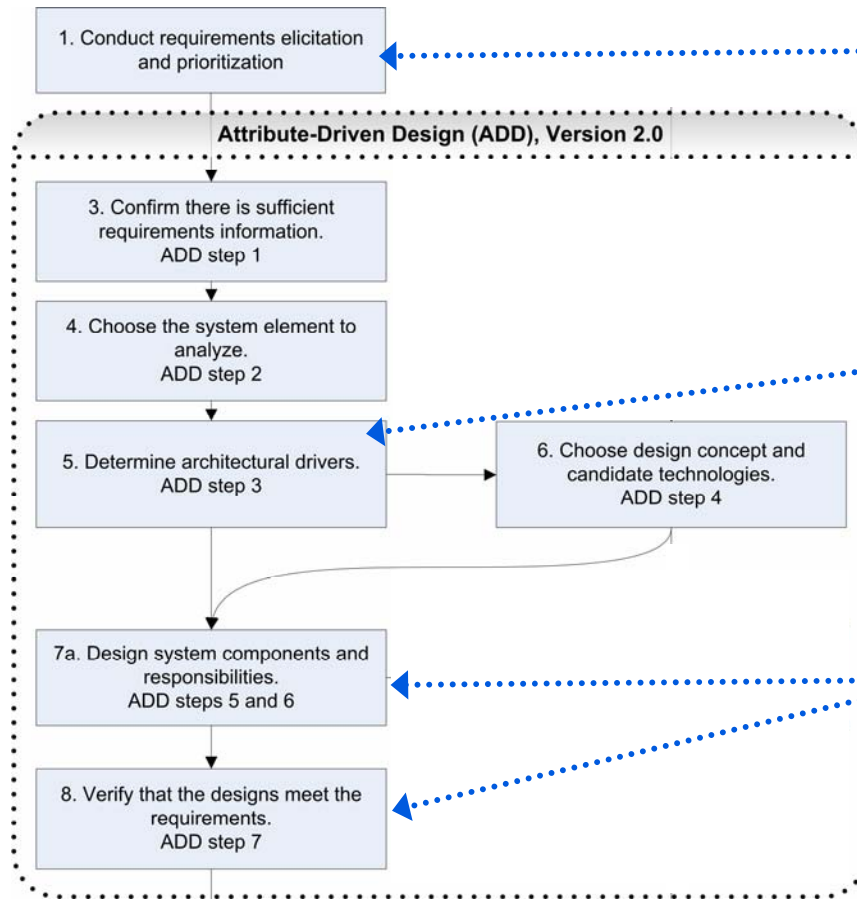 1. Conduct requirements elicitation
and prioritization
Attribute-Driven Design (ADD), Version 2.0
3. Confirm there is sufficient
requirements information.
ADD step 1
4. Choose the system element to
analyze.
ADD step 2
5. Determine architectural drivers.
ADD step 3
6. Choose design concept and
candidate technologies.
ADD step 4
7a. Design system components and
responsibilities.
ADD steps 5 and 6
8. Verify that the designs meet the
requirements.
ADD step 7